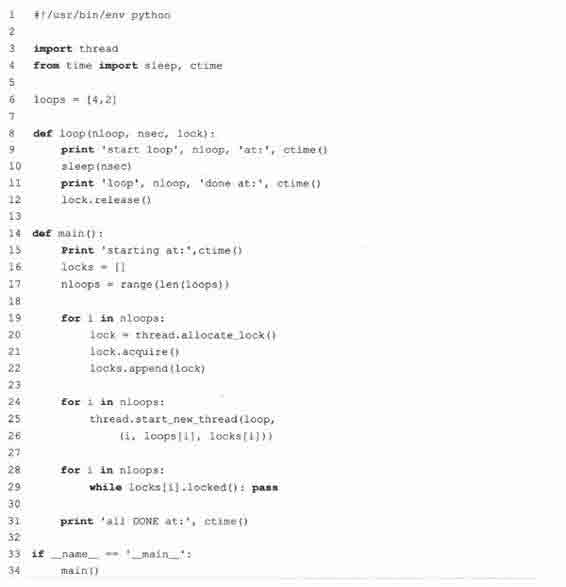 1 #!/usr/bin/env python
2
3 import thread
4 from time import sleep, ctime
5
6 loops = [4,2]
7
8 def loop(nloop, nsec, lock):
9     print 'start loop', nloop, 'at:', ctime()
10     sleep(nsec)
11     print 'loop', nloop, 'done at:', ctime()
12     lock.release()
13
14 def main():
15     Print 'starting at:',ctime()
16     locks = []
17     nloops = range(len(loops))
18
19     for i in nloops:
20         lock = thread.allocate_lock()
21         lock.acquire()
22         locks.append(lock)
23
24     for i in nloops:
25         thread.start_new_thread(loop,
26             (i, loops[i], locks[i]))
27
28     for i in nloops:
29         while locks[i].locked(): pass
30
31     print 'all DONE at:', ctime()
32
33 if __name__ == '__main__':
34     main()